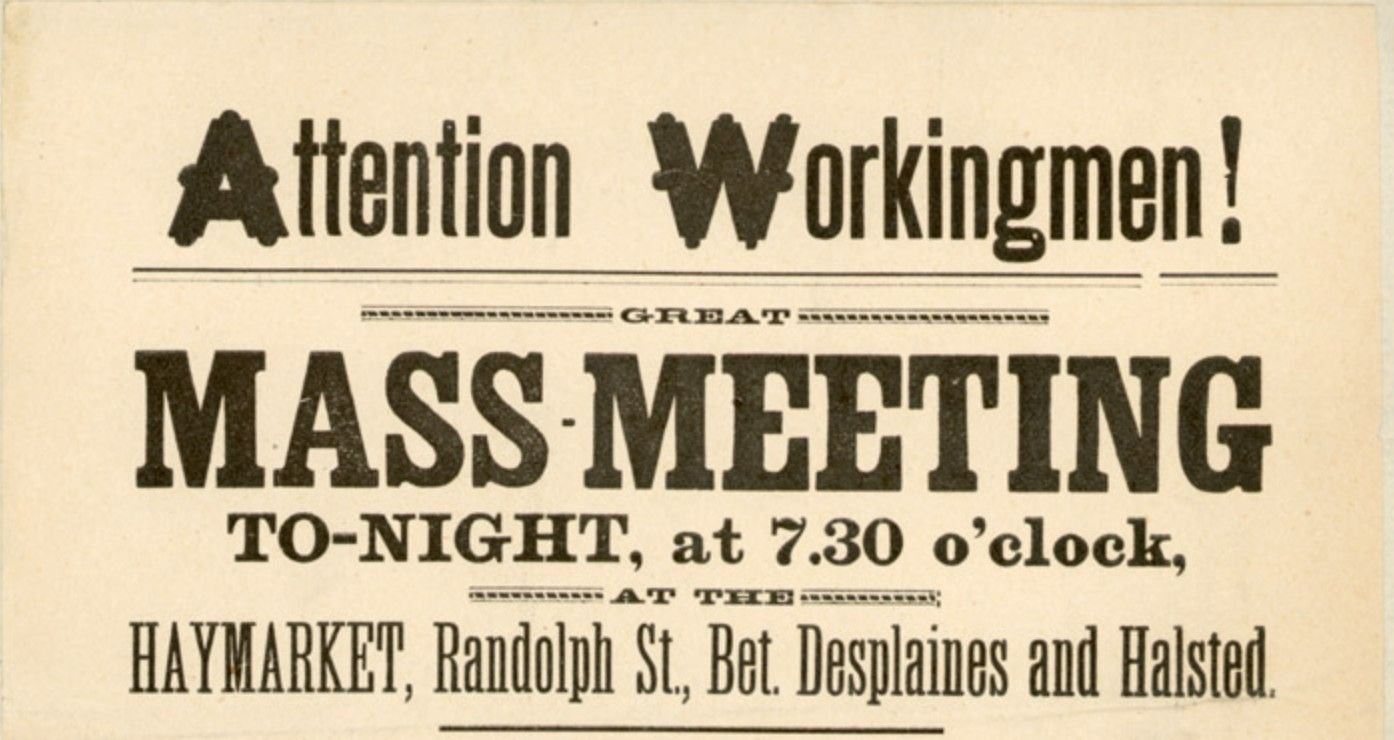 Attention Workingmen!
GREAT
MASS-MEETING
TO-NIGHT, at 7.30 o'clock,
AT THE
HAYMARKET, Randolph St., Bet. Desplaines and Halsted.